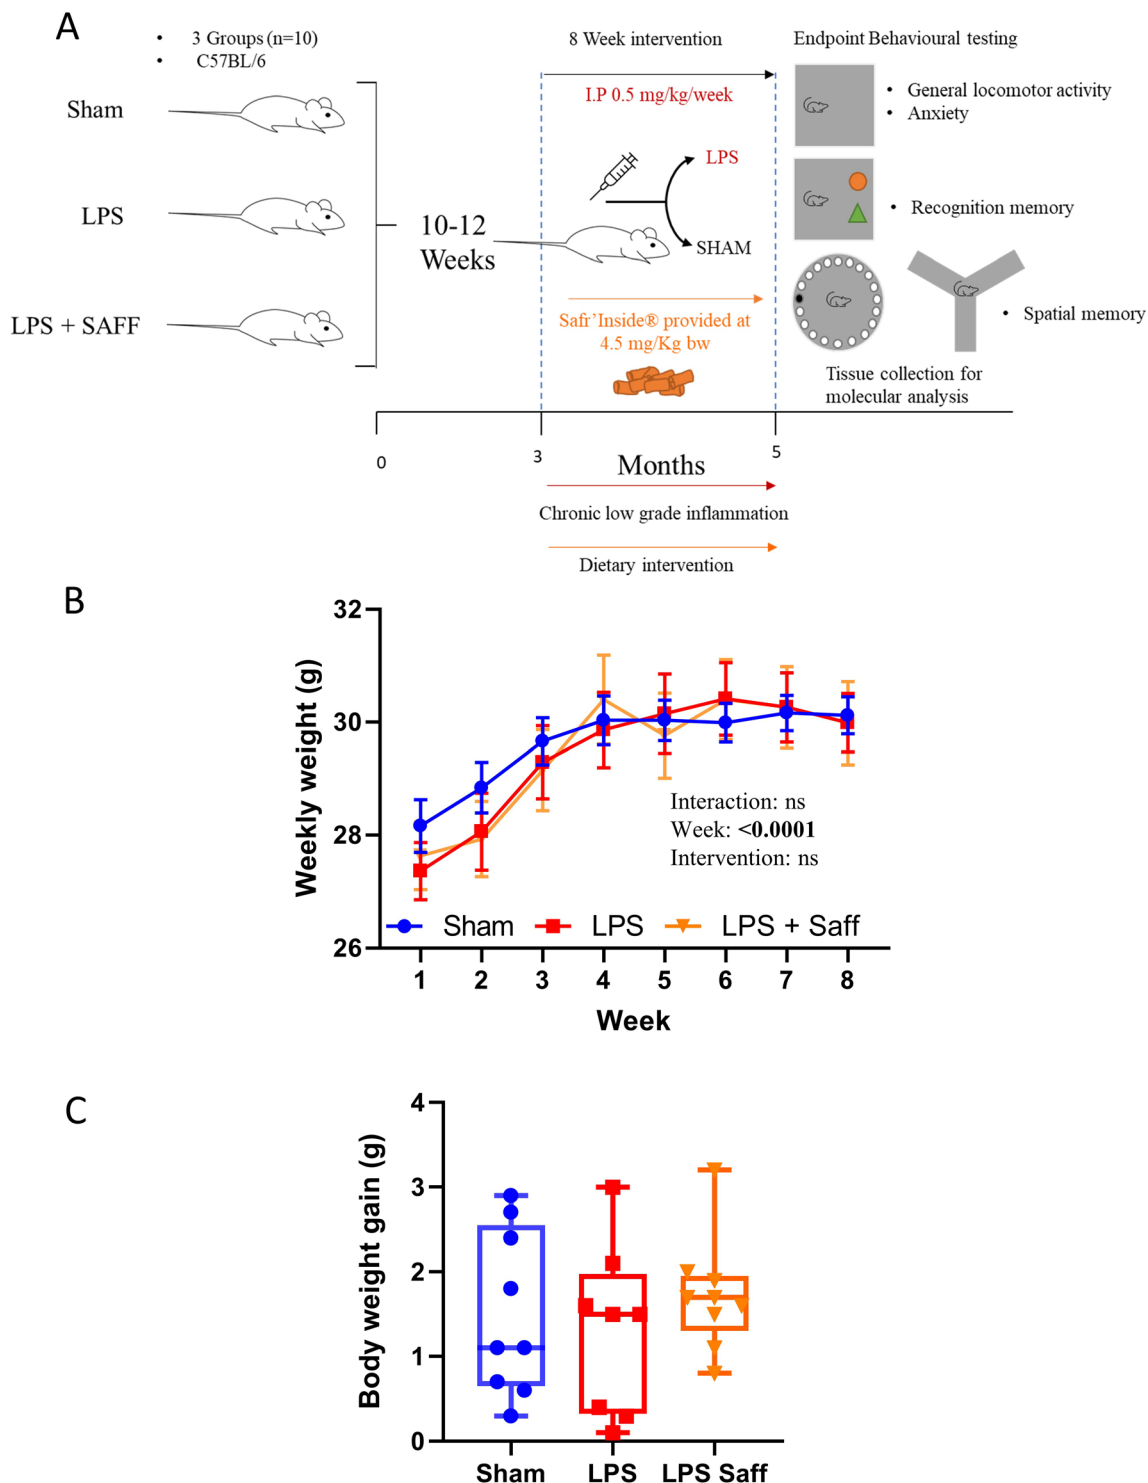 A
• 3 Groups (n=10)
• C57BL/6
Sham
LPS
LPS + SAFF
10-12
Weeks
8 Week intervention
I.P 0.5 mg/kg/week
LPS
SHAM
Safr’Inside® provided at
4.5 mg/Kg bw
Endpoint Behavioural testing
• General locomotor activity
• Anxiety
• Recognition memory
• Spatial memory
Tissue collection for
molecular analysis
0
3
5
Months
Chronic low grade inflammation
Dietary intervention
B
Weekly weight (g)
32
30
28
26
Interaction: ns
Week: <0.0001
Intervention: ns
Sham LPS LPS + Saff
1 2 3 4 5 6 7 8
Week
C
Body weight gain (g)
4
3
2
1
0
Sham LPS LPS Saff